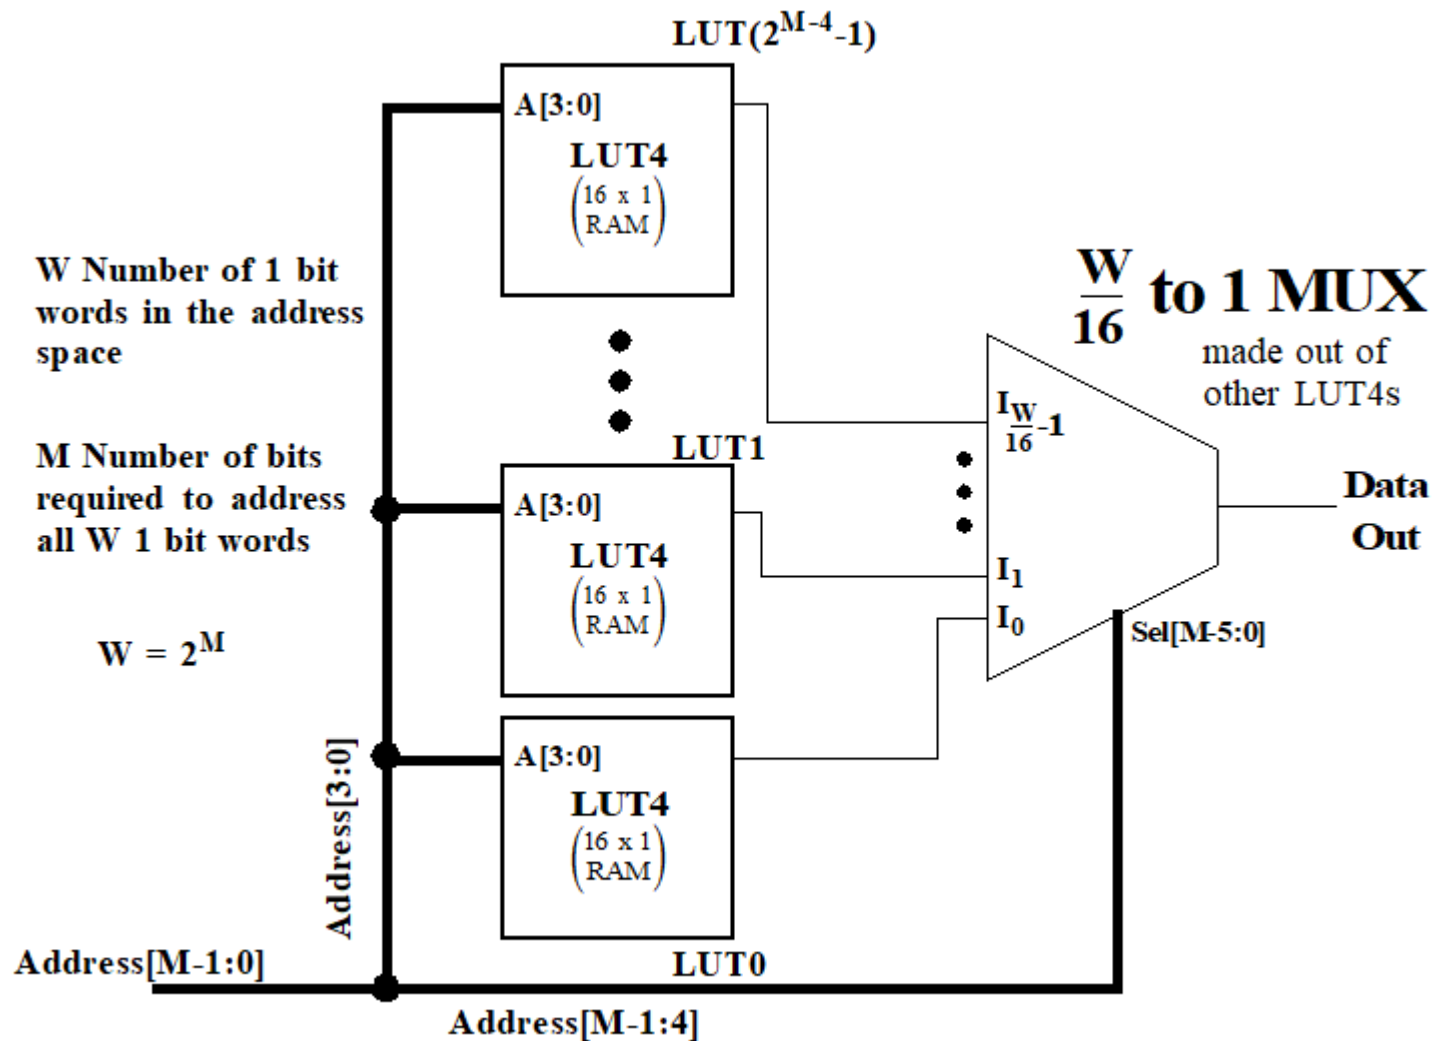 LUT(2^{M-4}-1)
A[3:0]
LUT4
(16 x 1
RAM)
W Number of 1 bit
words in the address
space
M Number of bits
required to address
all W 1 bit words
W = 2^M
LUT1
A[3:0]
LUT4
(16 x 1
RAM)
A[3:0]
LUT4
(16 x 1
RAM)
LUT0
Address[3:0]
Address[M-1:0]
Address[M-1:4]
W/16 to 1 MUX
made out of
other LUT4s
I_{W/16-1}
I_1
I_0
Sel[M-5:0]
Data
Out